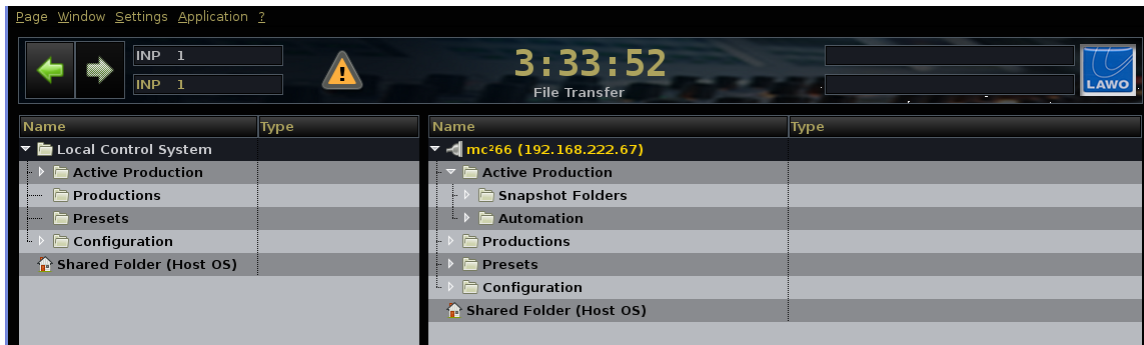 Page Window Settings Application ?
INP 1
INP 1
3:33:52
File Transfer
LAWO
Name Type
Local Control System
Active Production
Productions
Presets
Configuration
Shared Folder (Host OS)
Name Type
mc²66 (192.168.222.67)
Active Production
Snapshot Folders
Automation
Productions
Presets
Configuration
Shared Folder (Host OS)